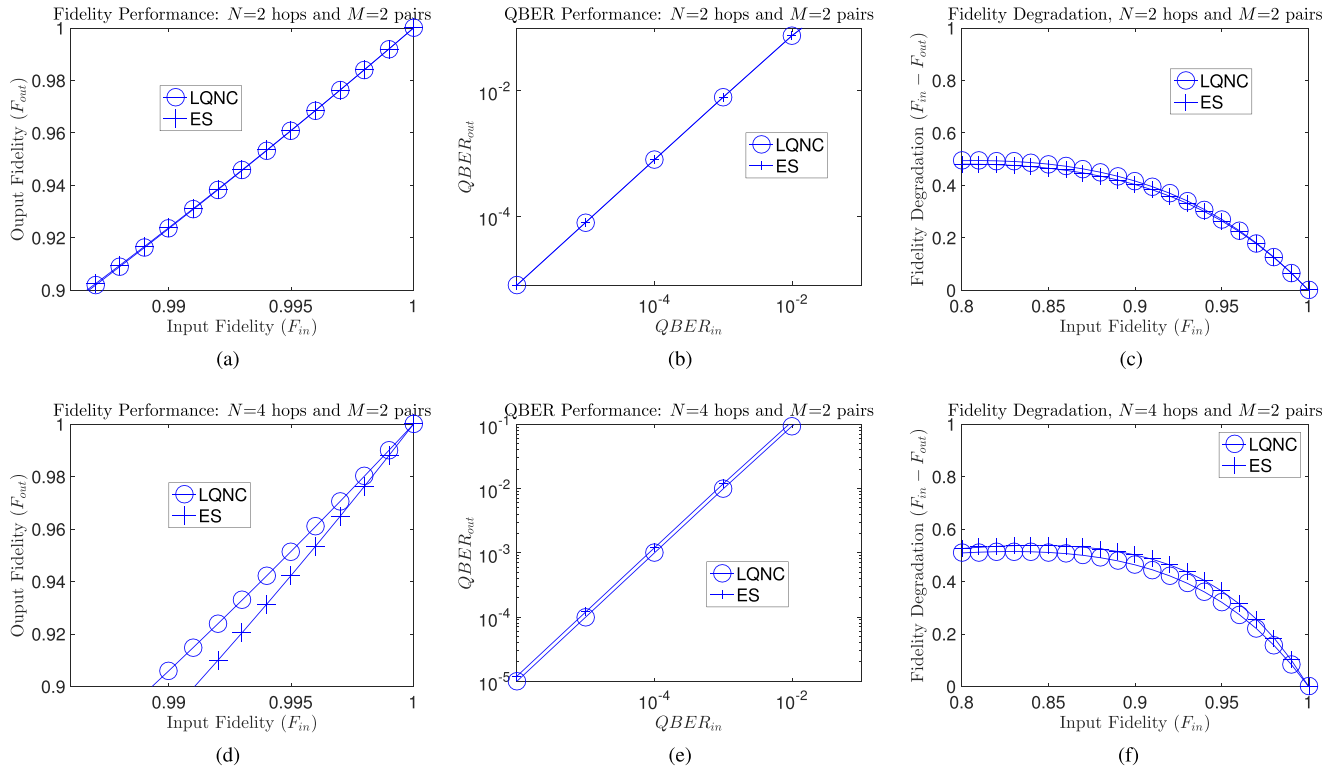 Fidelity Performance: N=2 hops and M=2 pairs
Ouput Fidelity (F_out)
1
0.98
0.96
0.94
0.92
0.9
LQNC
ES
0.99
0.995
1
Input Fidelity (F_in)
(a)
QBER Performance: N=2 hops and M=2 pairs
QBER_out
10^-2
10^-4
LQNC
ES
10^-4
10^-2
QBER_in
(b)
Fidelity Degradation, N=2 hops and M=2 pairs
Fidelity Degradation (F_in − F_out)
1
0.8
0.6
0.4
0.2
0
LQNC
ES
0.8
0.85
0.9
0.95
1
Input Fidelity (F_in)
(c)
Fidelity Performance: N=4 hops and M=2 pairs
Ouput Fidelity (F_out)
1
0.98
0.96
0.94
0.92
0.9
LQNC
ES
0.99
0.995
1
Input Fidelity (F_in)
(d)
QBER Performance: N=4 hops and M=2 pairs
QBER_out
10^-1
10^-2
10^-3
10^-4
10^-5
LQNC
ES
10^-4
10^-2
QBER_in
(e)
Fidelity Degradation, N=4 hops and M=2 pairs
Fidelity Degradation (F_in − F_out)
1
0.8
0.6
0.4
0.2
0
LQNC
ES
0.8
0.85
0.9
0.95
1
Input Fidelity (F_in)
(f)